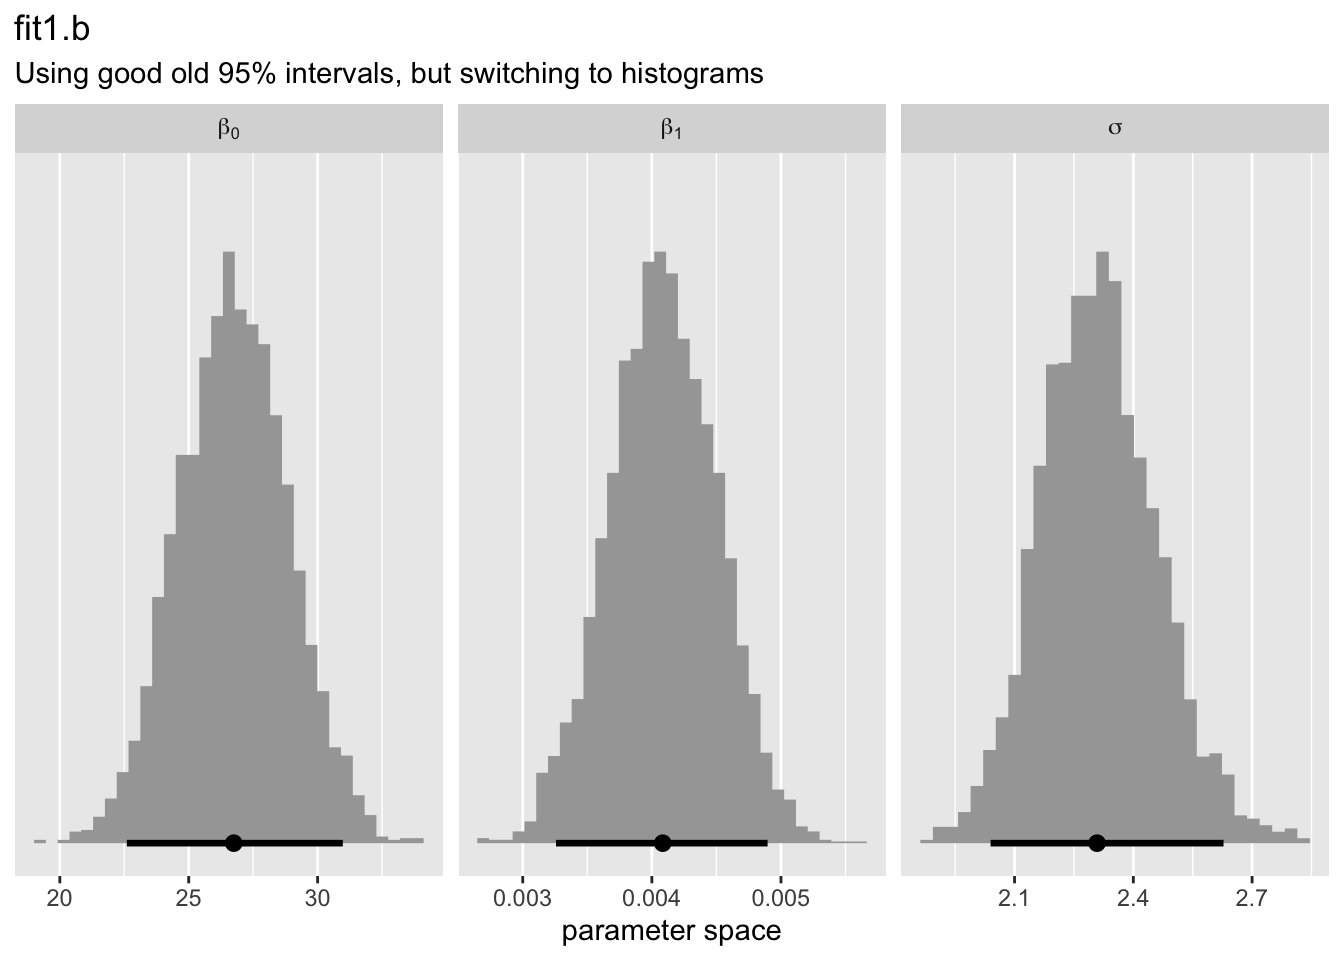 fit1.b
Using good old 95% intervals, but switching to histograms
β₀ β₁ σ
20 25 30 0.003 0.004 0.005 2.1 2.4 2.7
parameter space